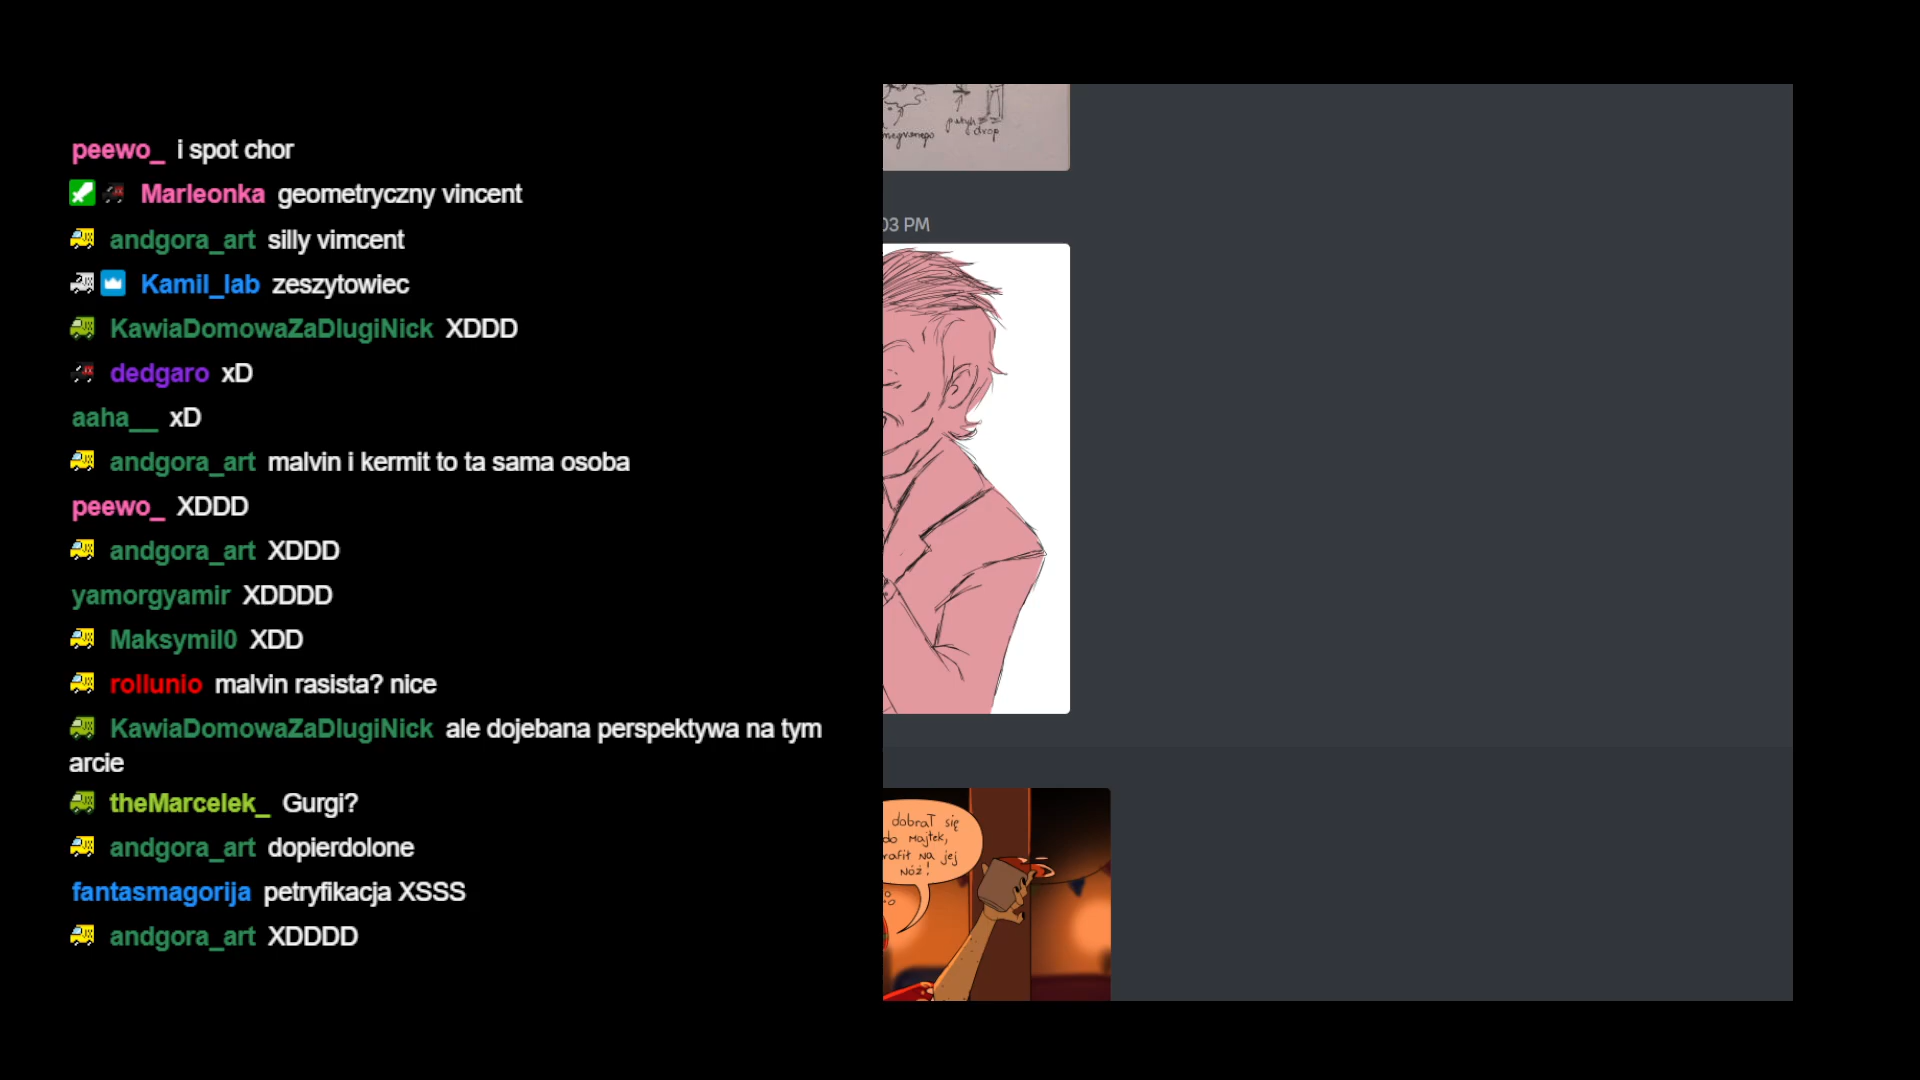 peewo_ i spot chor
Marleonka geometryczny vincent
andgora_art silly vimcent
Kamil_lab zeszytowiec
KawiaDomowaZaDlugiNick XDDD
dedgaro xD
aaha__ xD
andgora_art malvin i kermit to ta sama osoba
peewo_ XDDD
andgora_art XDDD
yamorgyamir XDDDD
Maksymil0 XDD
rollunio malvin rasista? nice
KawiaDomowaZaDlugiNick ale dojebana perspektywa na tym
arcie
theMarcelek_ Gurgi?
andgora_art dopierdolone
fantasmagorija petryfikacja XSSS
andgora_art XDDDD
drop
03 PM
dobrał się
do majtek,
rafił na jej
nóż!